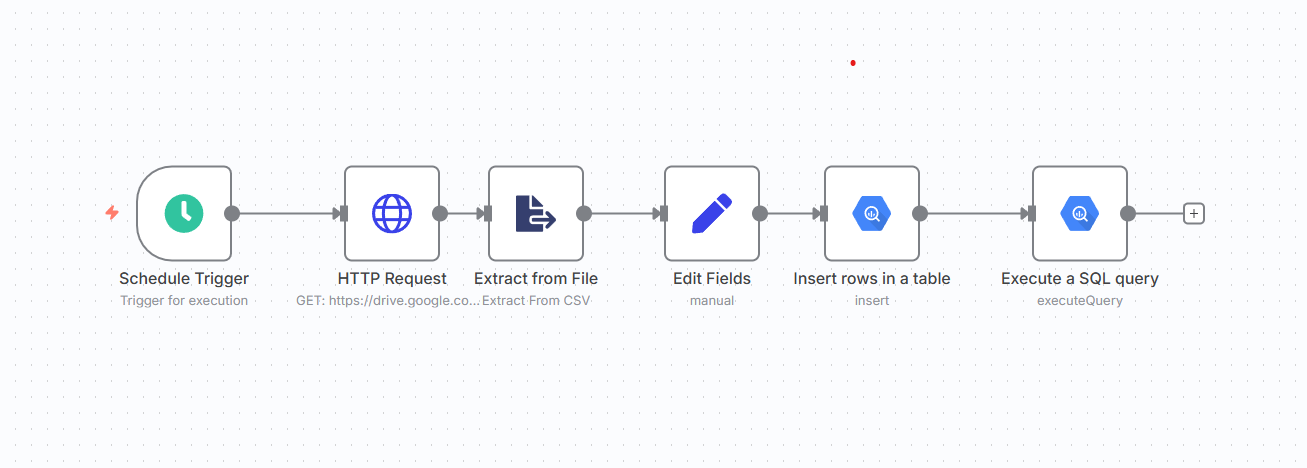 Schedule Trigger
Trigger for execution
HTTP Request
GET: https://drive.google.co...
Extract from File
Extract From CSV
Edit Fields
manual
Insert rows in a table
insert
Execute a SQL query
executeQuery